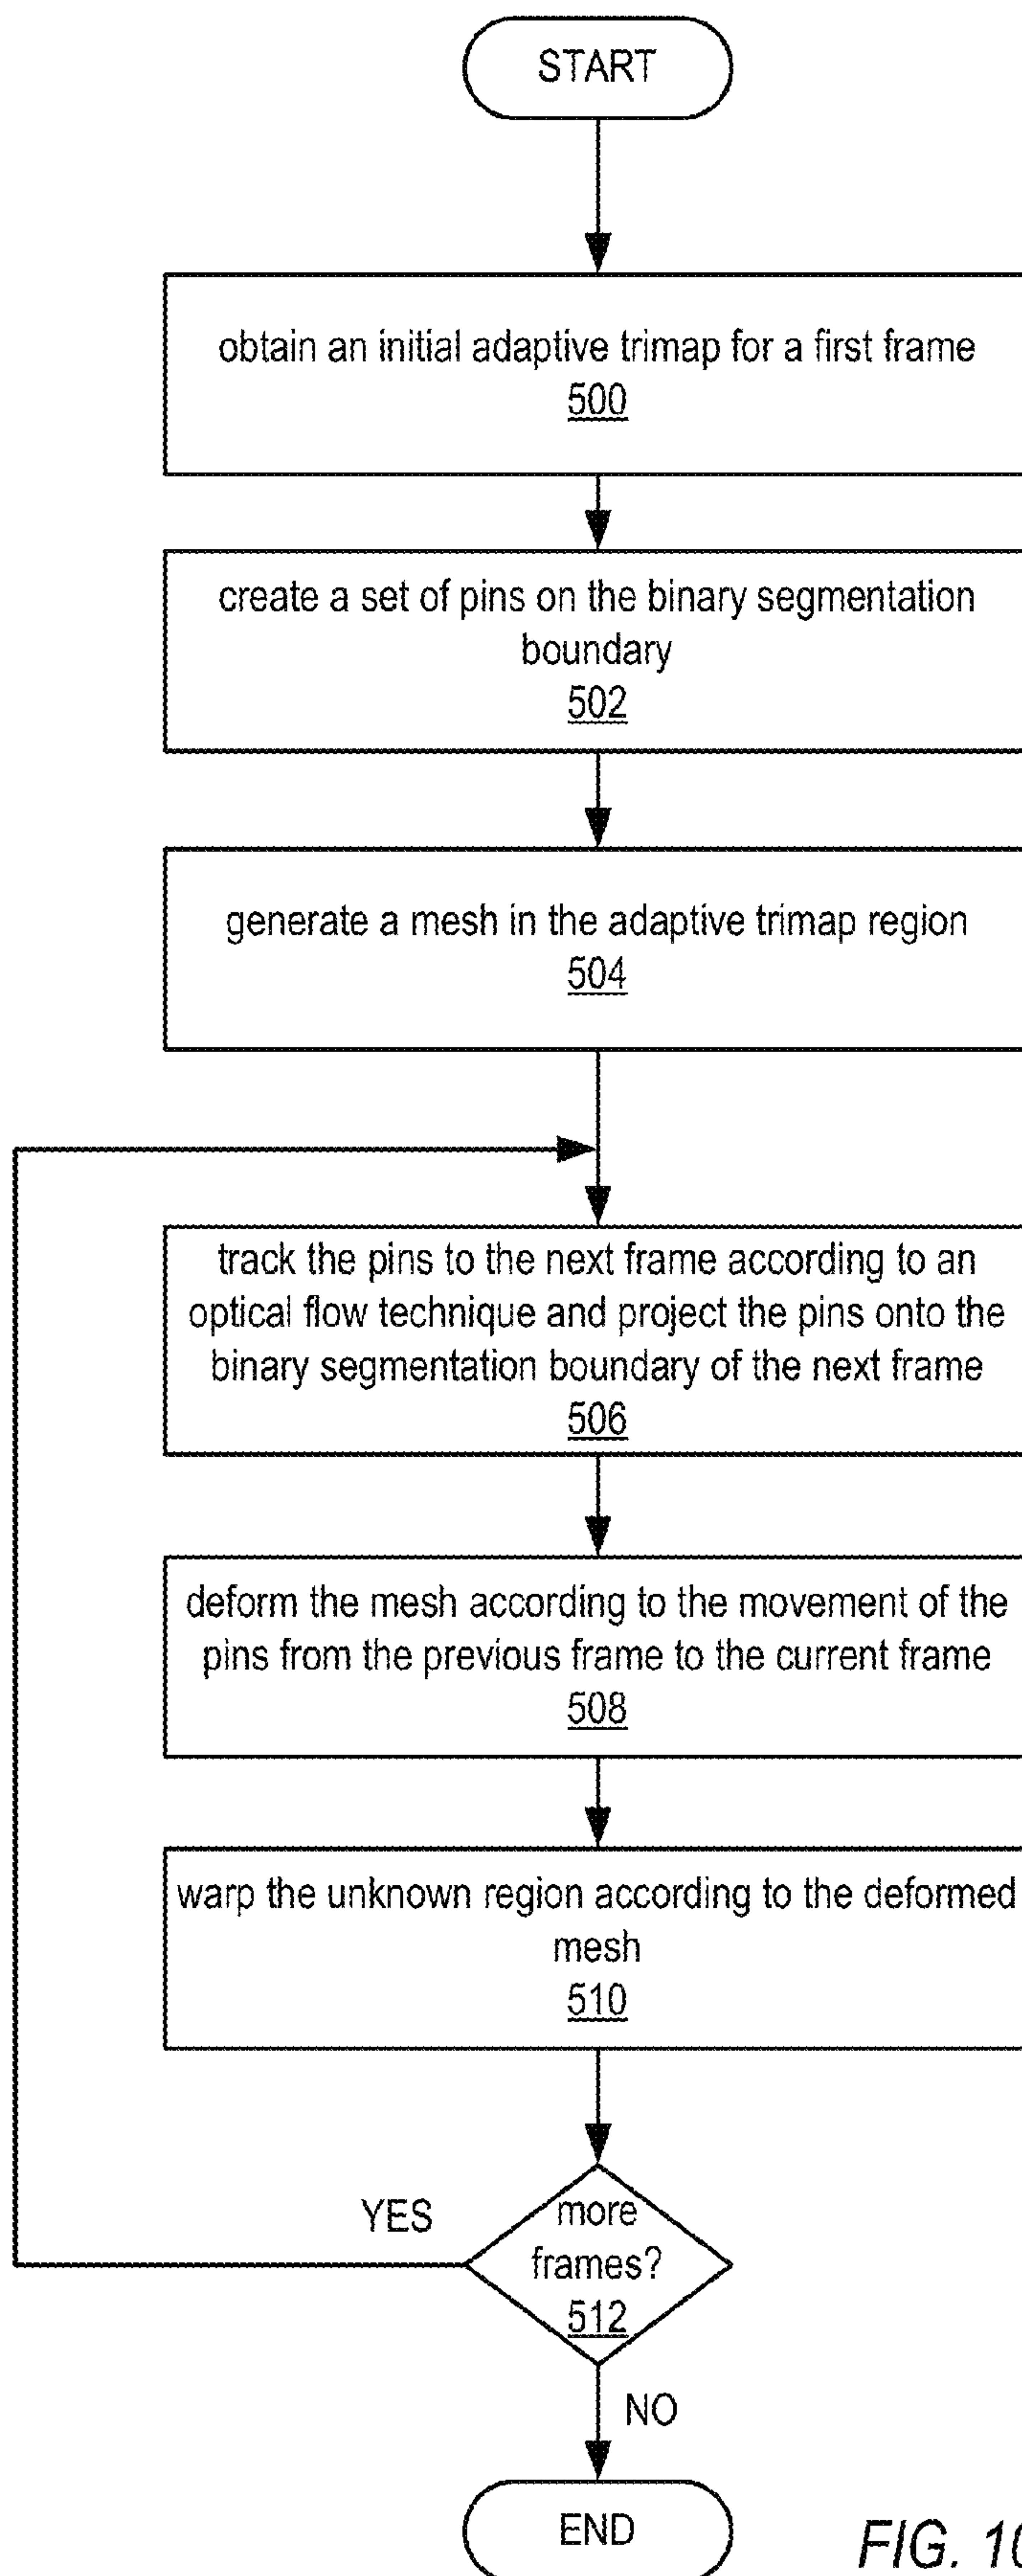 START
obtain an initial adaptive trimap for a first frame
500
create a set of pins on the binary segmentation
boundary
502
generate a mesh in the adaptive trimap region
504
track the pins to the next frame according to an
optical flow technique and project the pins onto the
binary segmentation boundary of the next frame
506
deform the mesh according to the movement of the
pins from the previous frame to the current frame
508
warp the unknown region according to the deformed
mesh
510
YES
more
frames?
512
NO
END
FIG. 10